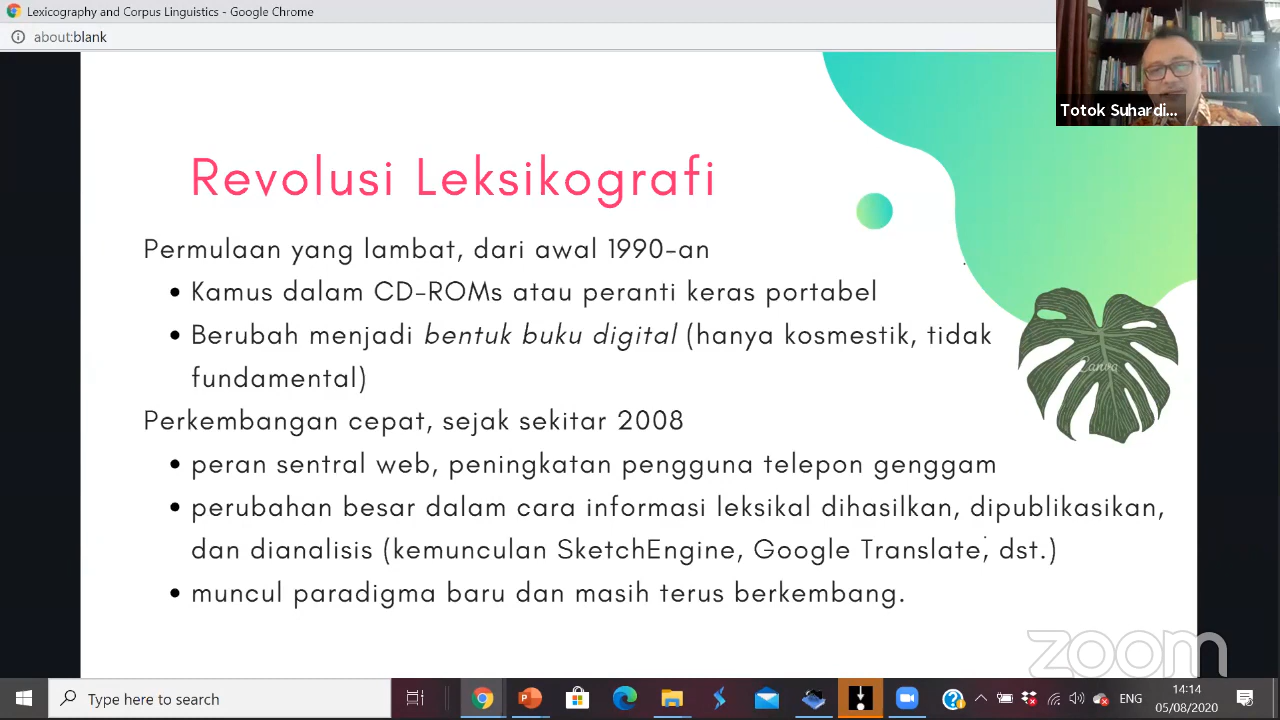 Lexicography and Corpus Linguistics - Google Chrome
about:blank
Totok Suhardi...
Revolusi Leksikografi
Permulaan yang lambat, dari awal 1990-an
• Kamus dalam CD-ROMs atau peranti keras portabel
• Berubah menjadi bentuk buku digital (hanya kosmestik, tidak
fundamental)
Canva
Perkembangan cepat, sejak sekitar 2008
• peran sentral web, peningkatan pengguna telepon genggam
• perubahan besar dalam cara informasi leksikal dihasilkan, dipublikasikan,
dan dianalisis (kemunculan SketchEngine, Google Translate, dst.)
• muncul paradigma baru dan masih terus berkembang.
zoom
Type here to search
ENG
14:14
05/08/2020